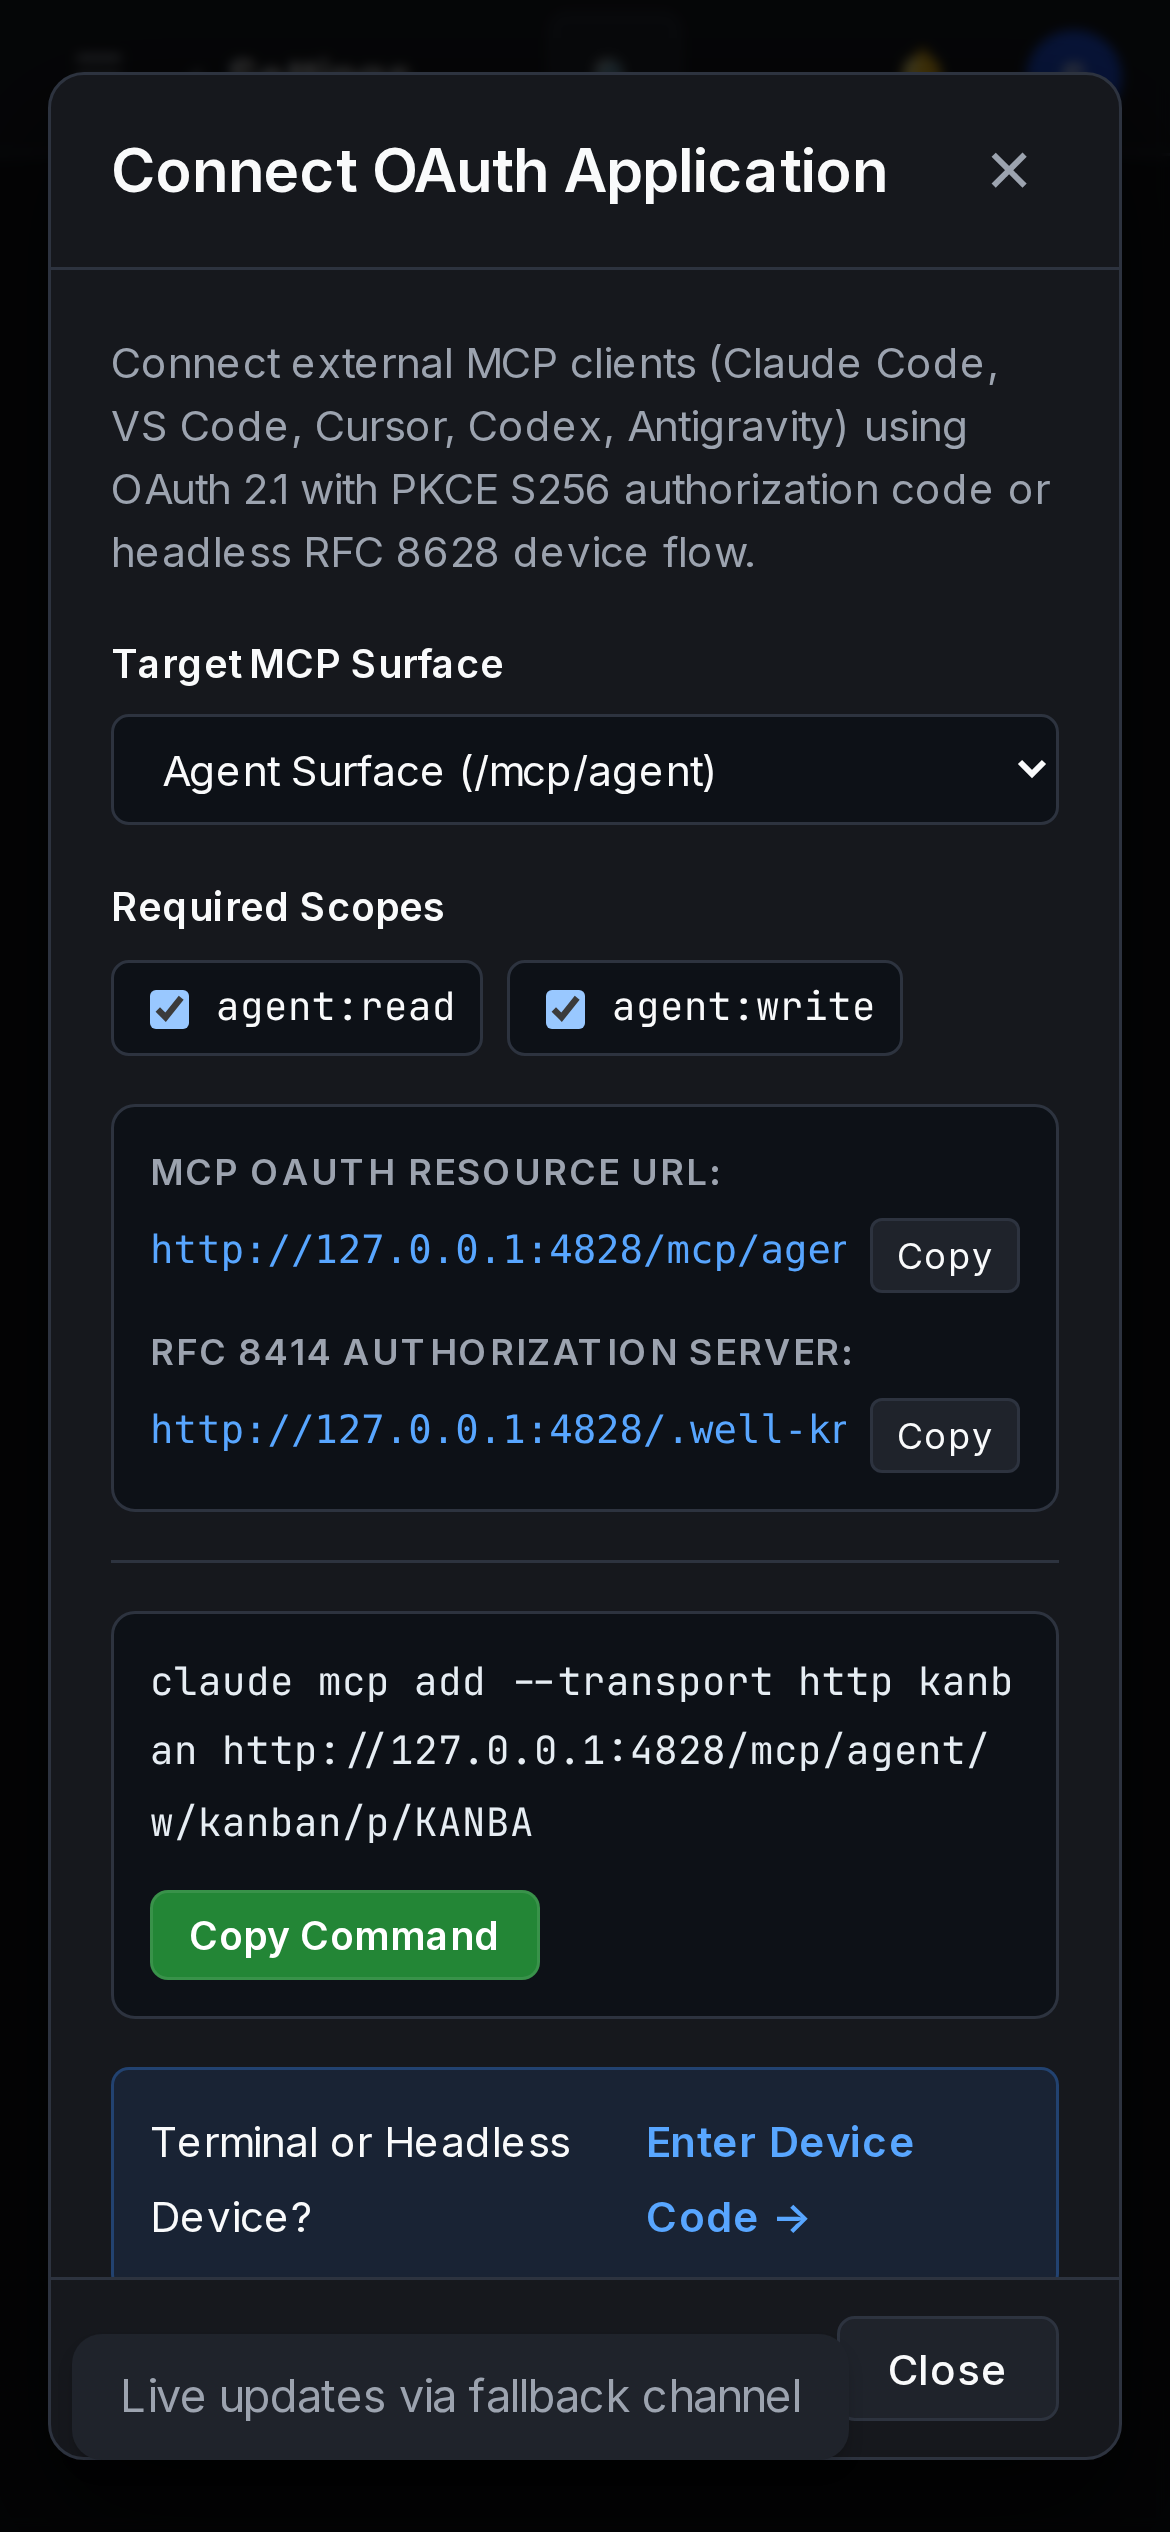 Connect OAuth Application
Connect external MCP clients (Claude Code,
VS Code, Cursor, Codex, Antigravity) using
OAuth 2.1 with PKCE S256 authorization code or
headless RFC 8628 device flow.
Target MCP Surface
Agent Surface (/mcp/agent)
Required Scopes
agent:read agent:write
MCP OAUTH RESOURCE URL:
http://127.0.0.1:4828/mcp/agen Copy
RFC 8414 AUTHORIZATION SERVER:
http://127.0.0.1:4828/.well-kn Copy
claude mcp add --transport http kanb
an http://127.0.0.1:4828/mcp/agent/
w/kanban/p/KANBA
Copy Command
Terminal or Headless
Device?
Enter Device
Code →
Close
Live updates via fallback channel